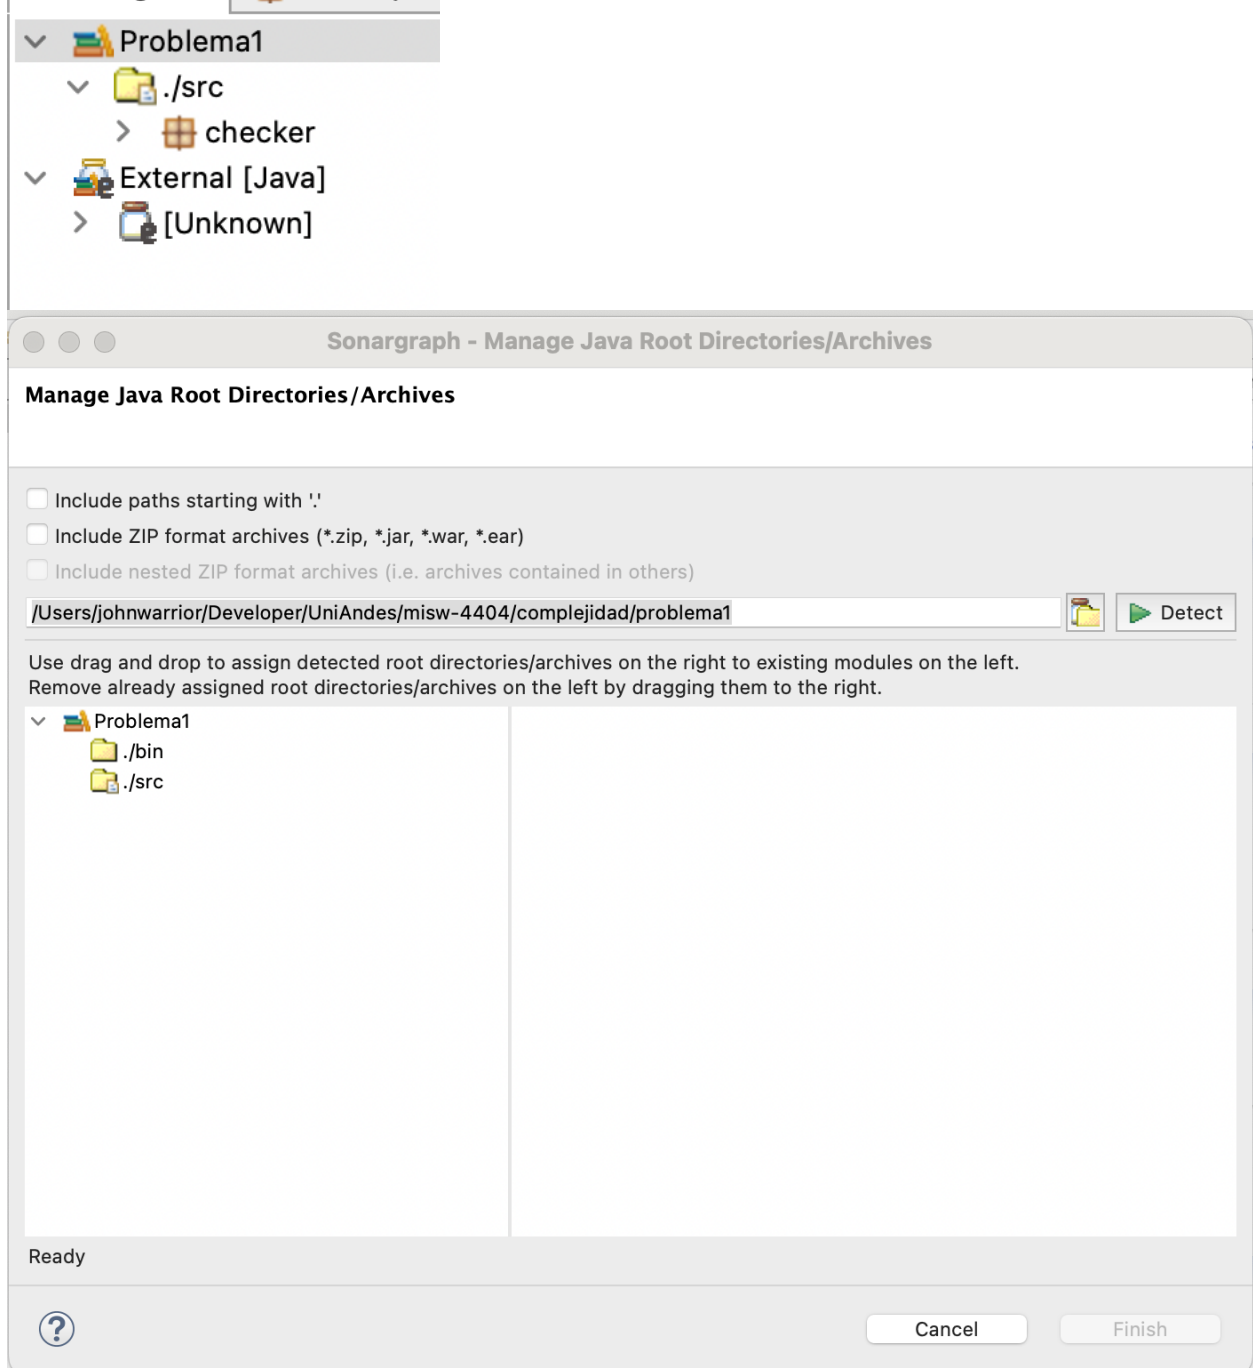 Problema1
./src
checker
External [Java]
[Unknown]
Sonargraph - Manage Java Root Directories/Archives
Manage Java Root Directories/Archives
Include paths starting with '.'
Include ZIP format archives (*.zip, *.jar, *.war, *.ear)
Include nested ZIP format archives (i.e. archives contained in others)
/Users/johnwarrior/Developer/UniAndes/misw-4404/complejidad/problema1
Detect
Use drag and drop to assign detected root directories/archives on the right to existing modules on the left.
Remove already assigned root directories/archives on the left by dragging them to the right.
Problema1
./bin
./src
Ready
?
Cancel
Finish